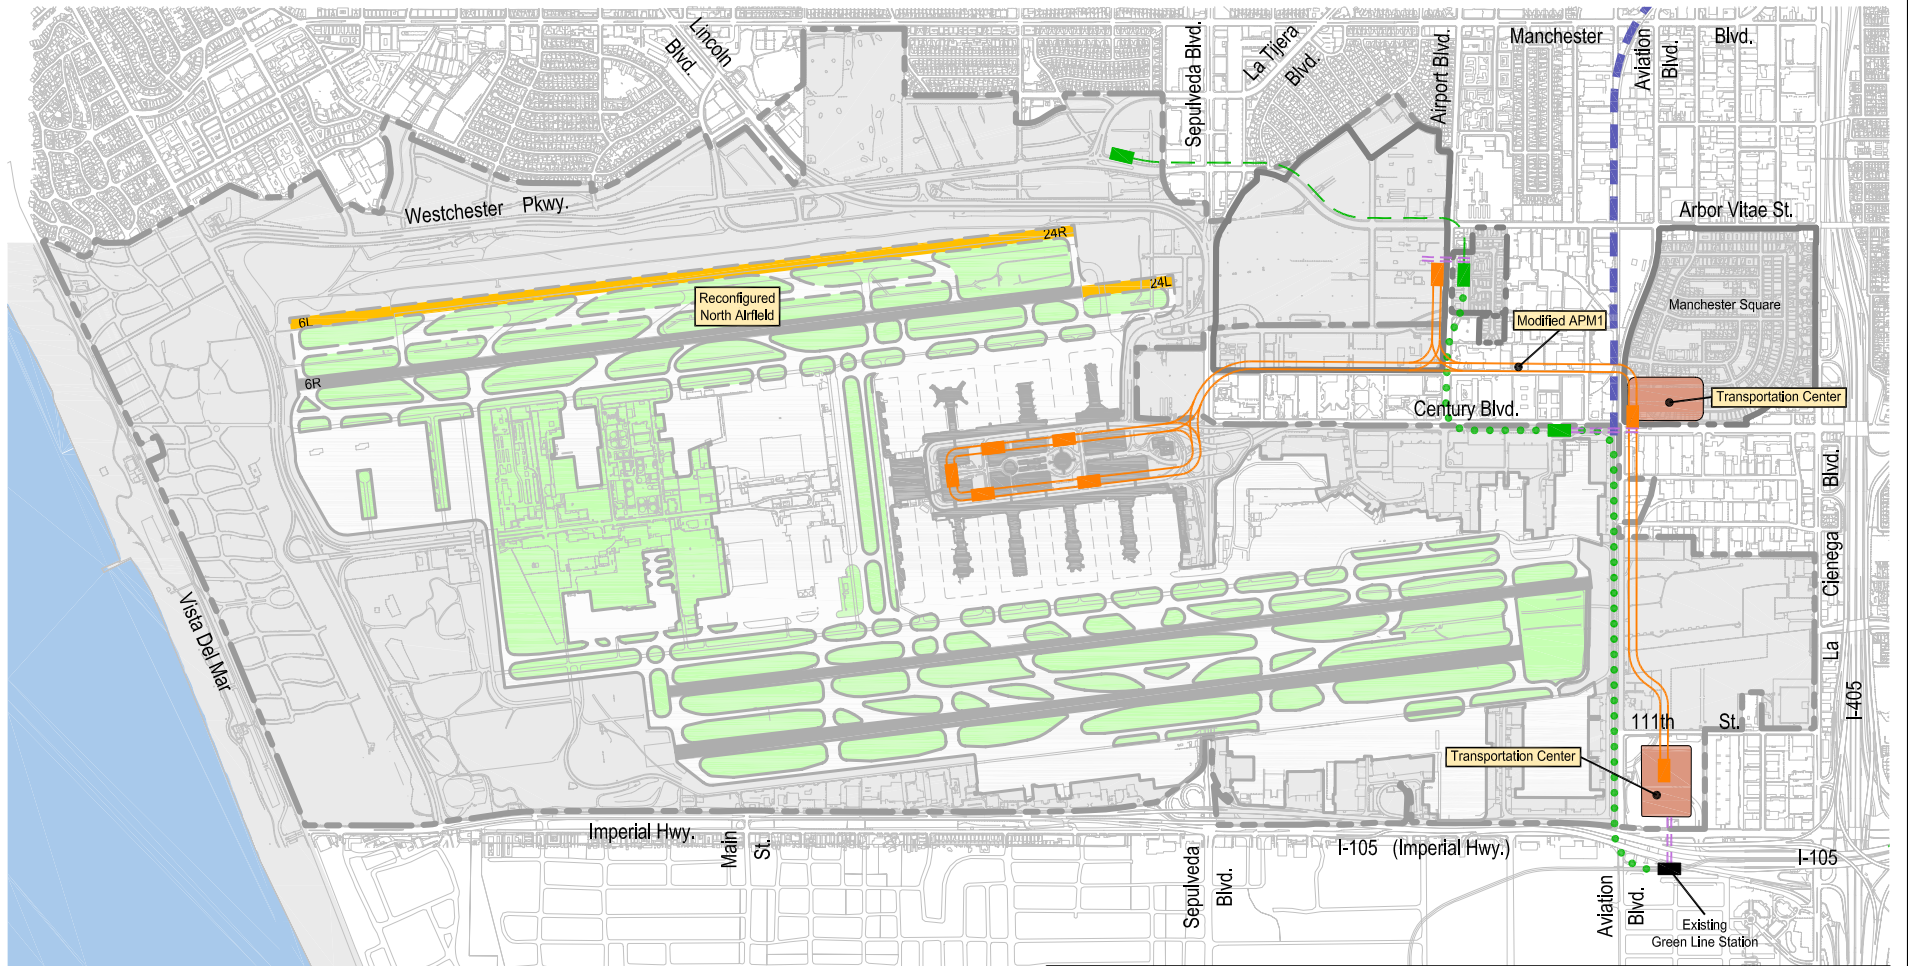 Lincoln
Blvd.
Sepulveda Blvd.
La Tijera
Blvd.
Airport Blvd.
Manchester
Aviation
Blvd.
Blvd.
Westchester Pkwy.
Arbor Vitae St.
24R
24L
6L
6R
Reconfigured
North Airfield
Manchester Square
Modified APM1
Transportation Center
Century Blvd.
La Cienega Blvd.
Vista Del Mar
I-405
111th St.
Transportation Center
Imperial Hwy.
Main
St.
Sepulveda
Blvd.
I-105 (Imperial Hwy.)
I-105
Aviation
Blvd.
Existing
Green Line Station